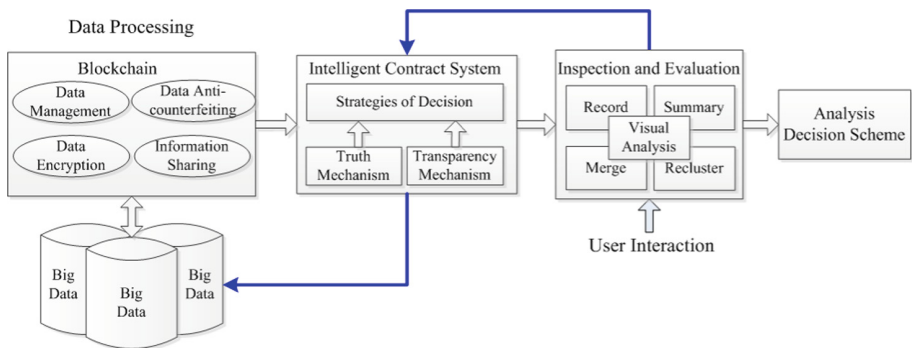 Data Processing
Blockchain
Data
Management
Data Anti-
counterfeiting
Data
Encryption
Information
Sharing
Big
Data
Big
Data
Big
Data
Intelligent Contract System
Strategies of Decision
Truth
Mechanism
Transparency
Mechanism
Inspection and Evaluation
Record
Summary
Visual
Analysis
Merge
Recluster
User Interaction
Analysis
Decision Scheme